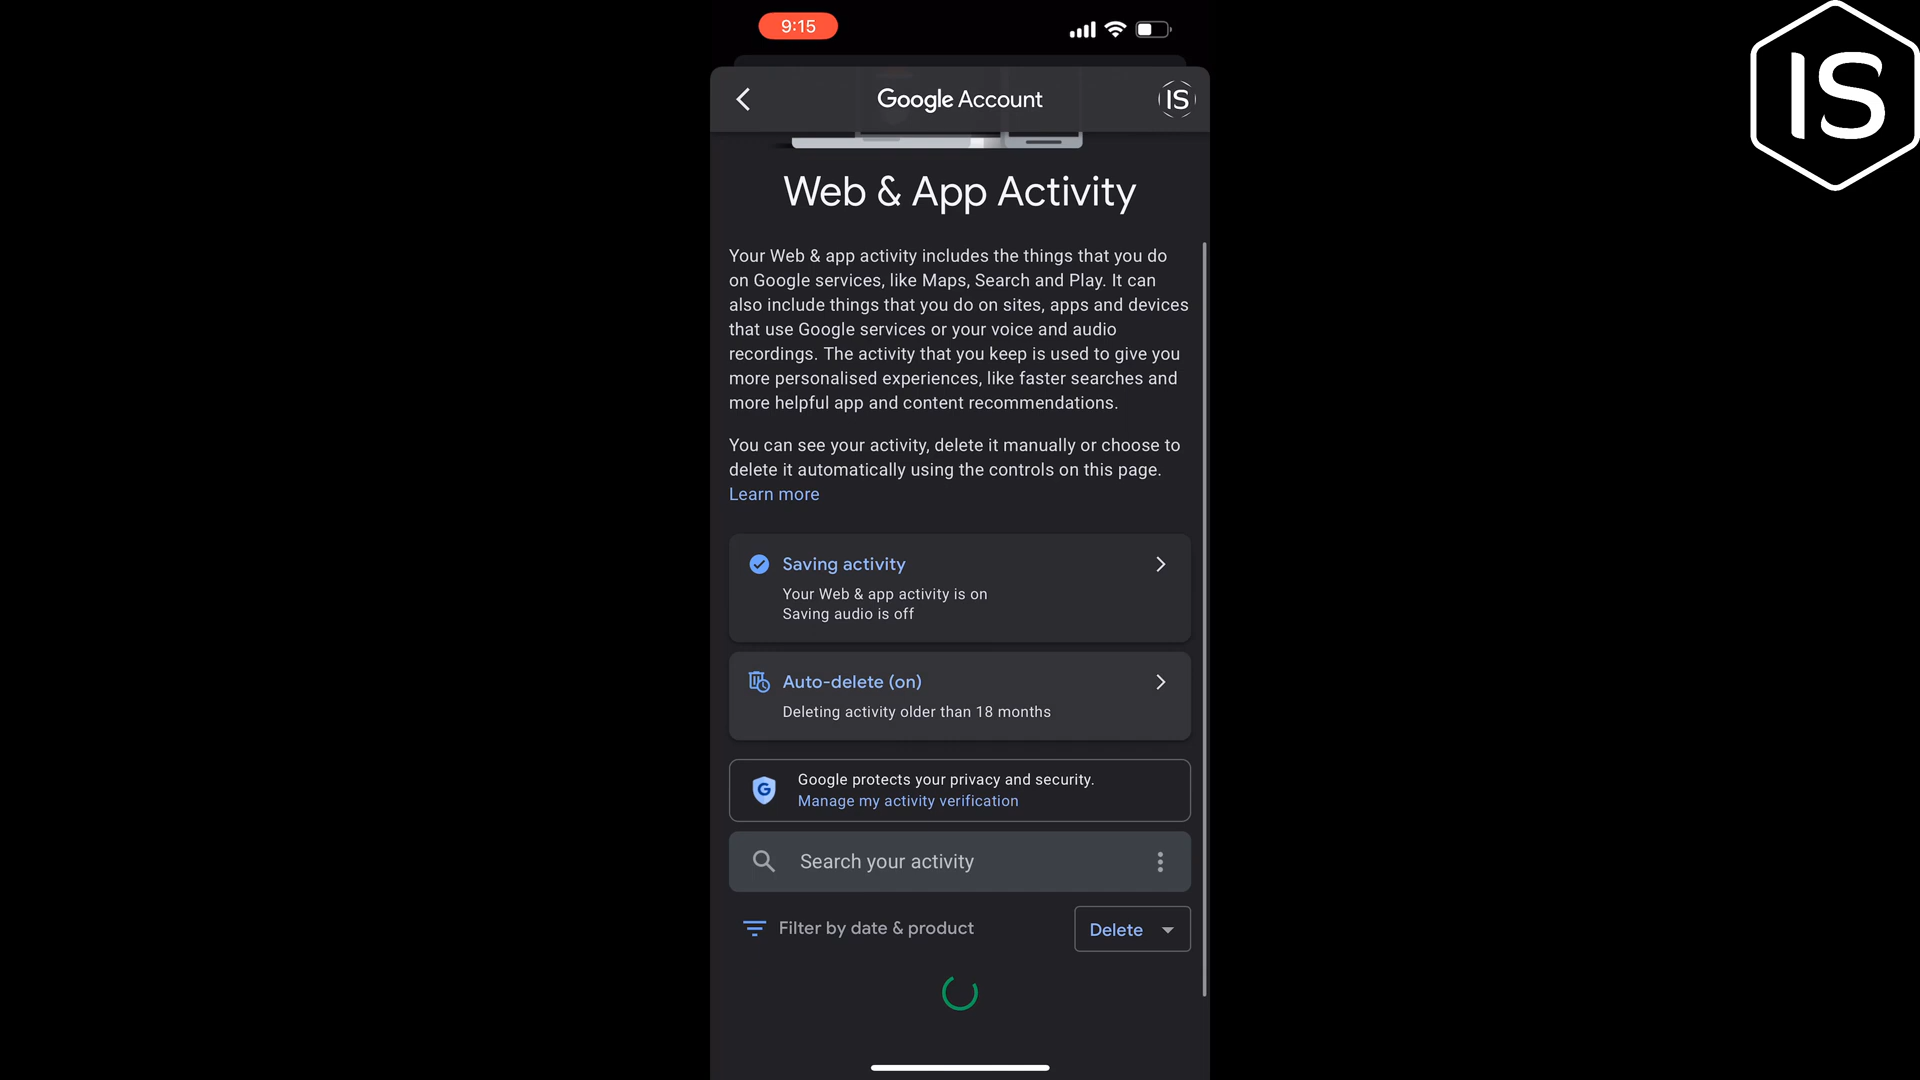 9:15
IS
Google Account
IS
Web & App Activity
Your Web & app activity includes the things that you do
on Google services, like Maps, Search and Play. It can
also include things that you do on sites, apps and devices
that use Google services or your voice and audio
recordings. The activity that you keep is used to give you
more personalised experiences, like faster searches and
more helpful app and content recommendations.
You can see your activity, delete it manually or choose to
delete it automatically using the controls on this page.
Learn more
Saving activity
Your Web & app activity is on
Saving audio is off
Auto-delete (on)
Deleting activity older than 18 months
G
Google protects your privacy and security.
Manage my activity verification
Search your activity
Filter by date & product
Delete